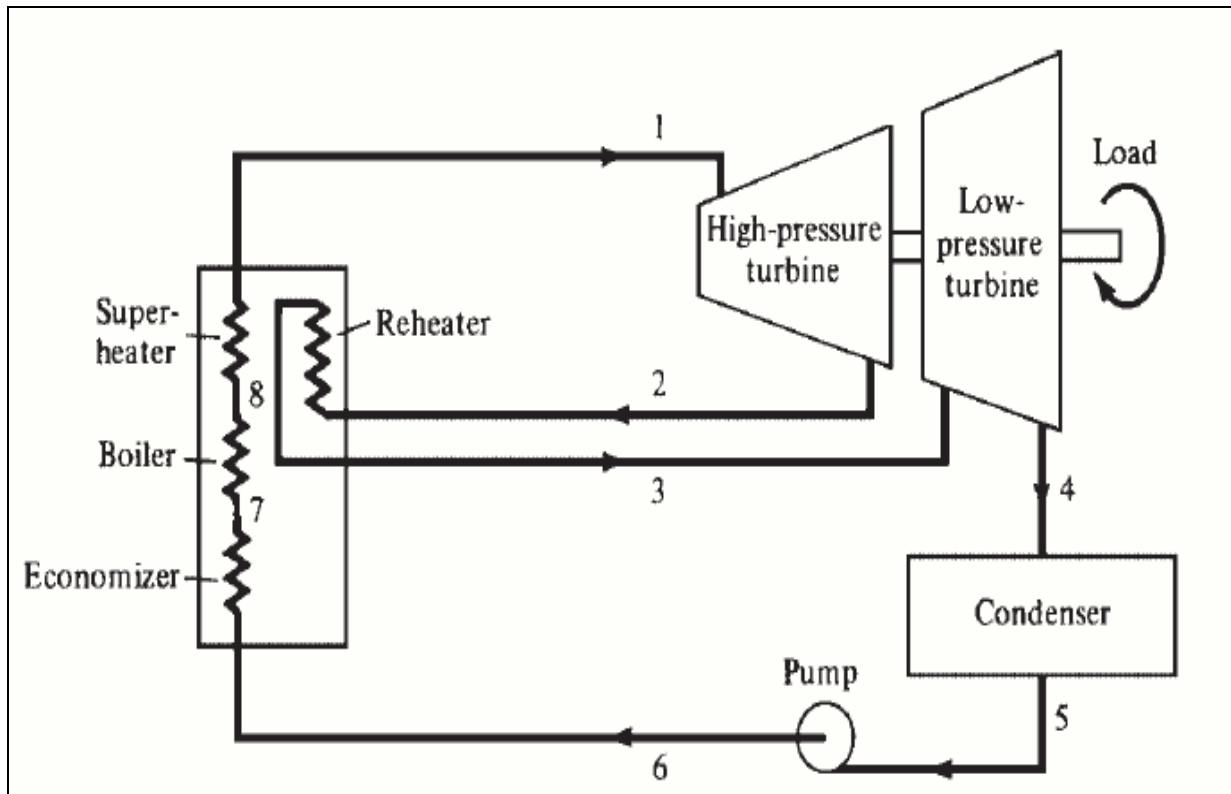 1
High-pressure
turbine
Low-
pressure
turbine
Load
Super-
heater
Reheater
8
2
Boiler
3
7
4
Economizer
Condenser
Pump
5
6